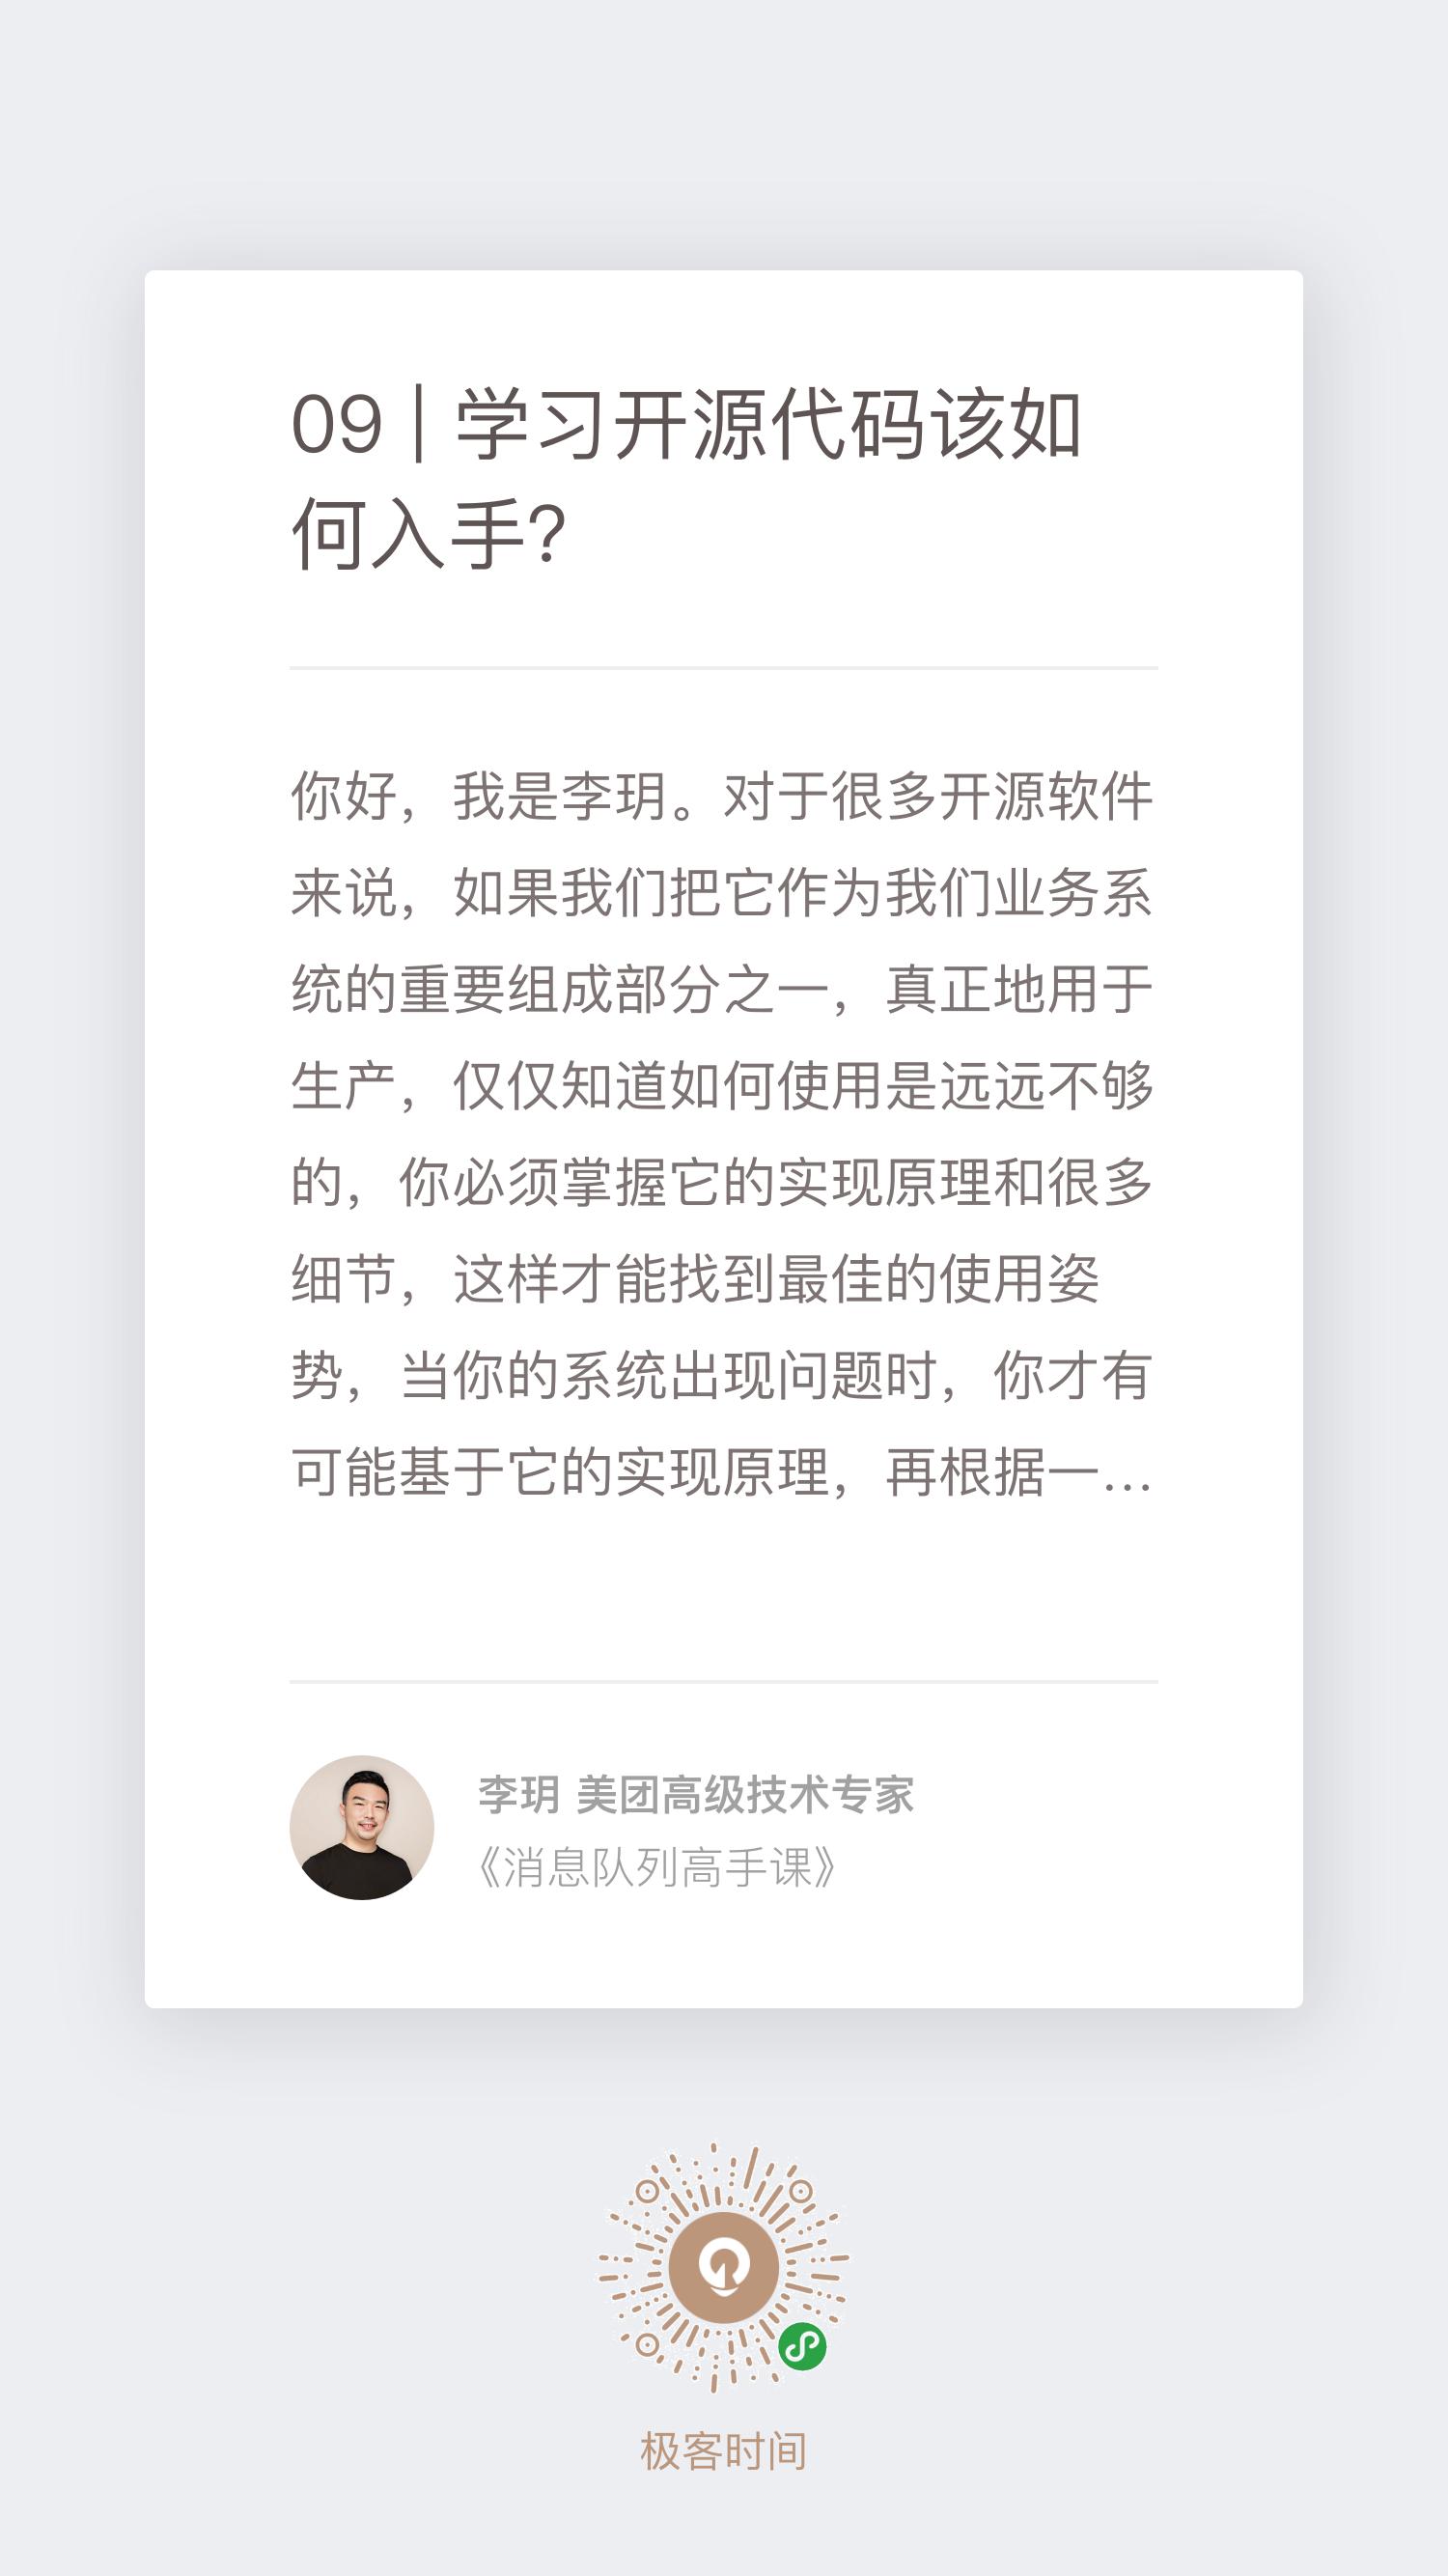 09 | 学习开源代码该如
何入手?
你好，我是李玥。对于很多开源软件
来说，如果我们把它作为我们业务系
统的重要组成部分之一，真正地用于
生产，仅仅知道如何使用是远远不够
的，你必须掌握它的实现原理和很多
细节，这样才能找到最佳的使用姿
势，当你的系统出现问题时，你才有
可能基于它的实现原理，再根据一…
李玥 美团高级技术专家
《消息队列高手课》
极客时间